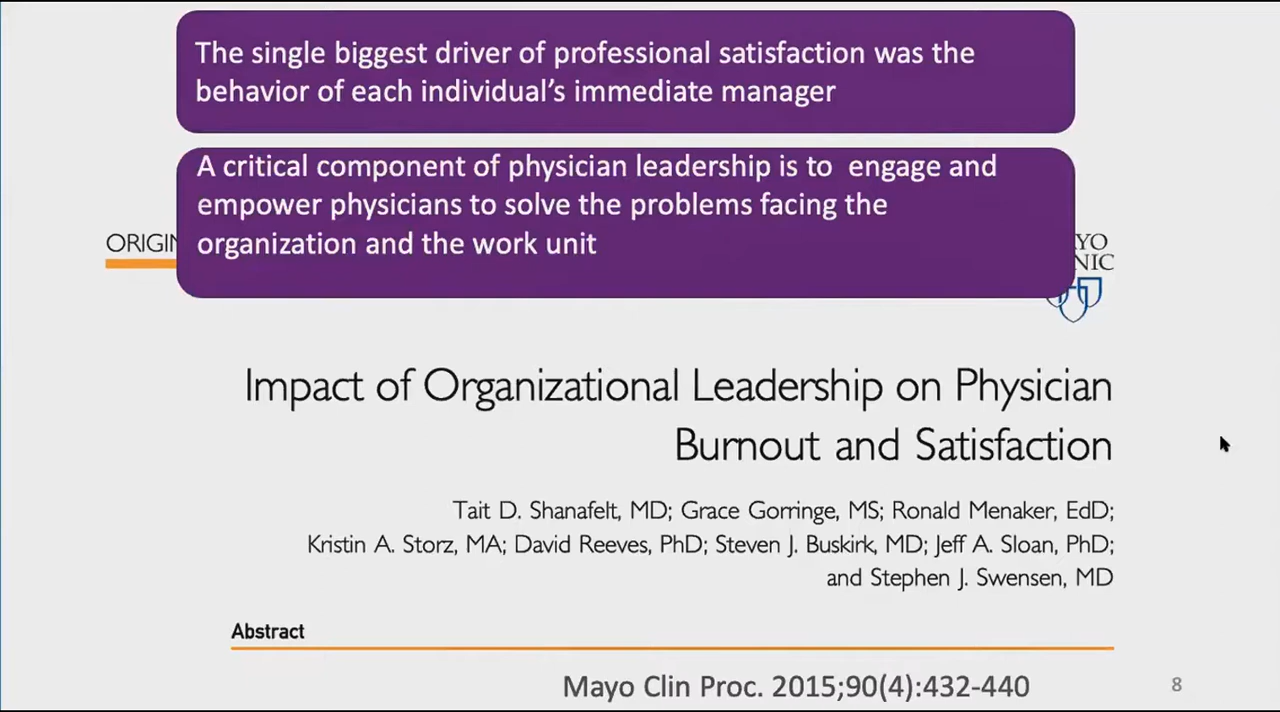 The single biggest driver of professional satisfaction was the
behavior of each individual's immediate manager
A critical component of physician leadership is to  engage and
empower physicians to solve the problems facing the
organization and the work unit
Impact of Organizational Leadership on Physician
Burnout and Satisfaction
Tait D. Shanafelt, MD; Grace Gorringe, MS; Ronald Menaker, EdD;
Kristin A. Storz, MA; David Reeves, PhD; Steven J. Buskirk, MD; Jeff A. Sloan, PhD;
and Stephen J. Swensen, MD
Abstract
Mayo Clin Proc. 2015;90(4):432-440
8